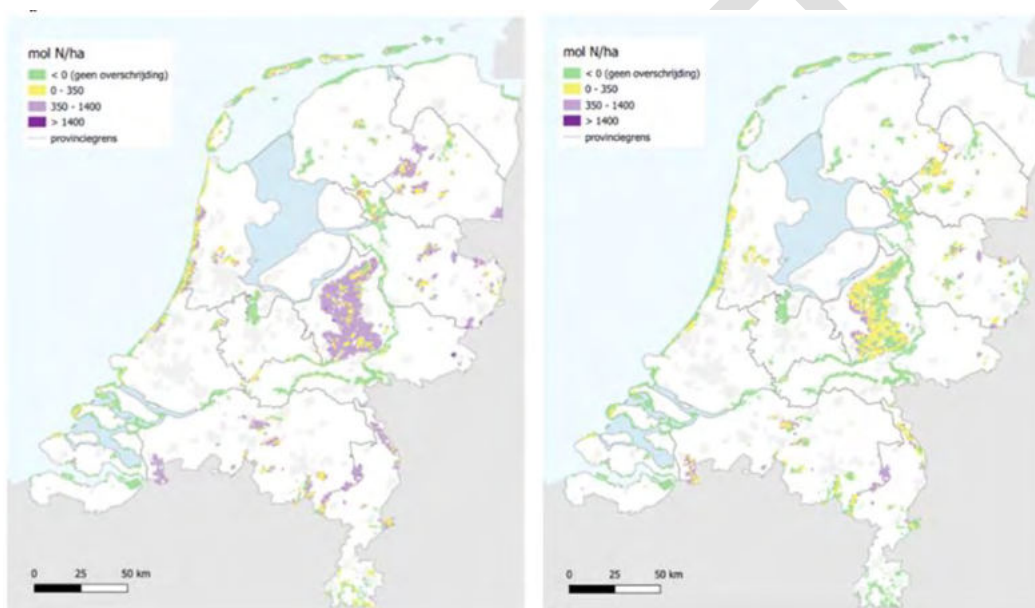 mol N/ha
< 0 (geen overschrijding)
0 - 350
350 - 1400
> 1400
provinciegrens
0 25 50 km
mol N/ha
< 0 (geen overschrijding)
0 - 350
350 - 1400
> 1400
provinciegrens
0 25 50 km